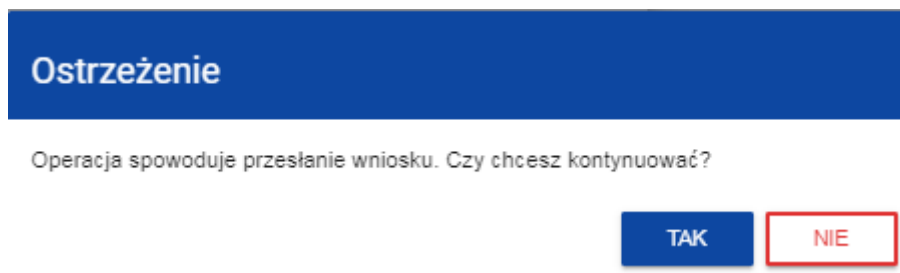 Ostrzeżenie
Operacja spowoduje przesłanie wniosku. Czy chcesz kontynuować?
TAK NIE